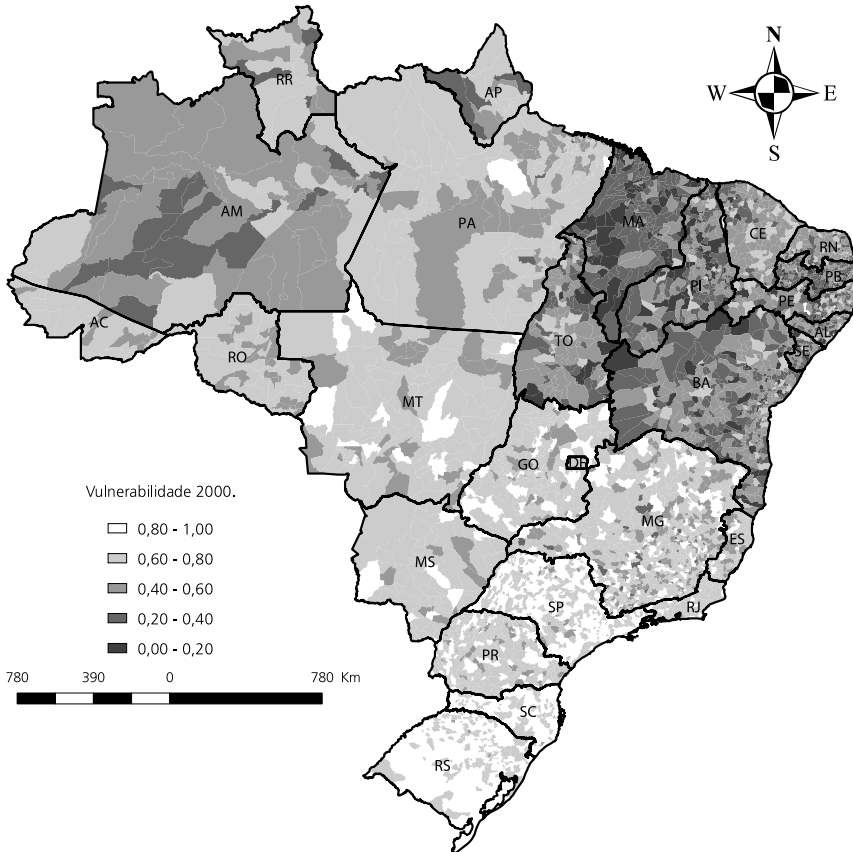 N
W E
S
RR
AP
AM
PA
MA
CE
RN
PB
PI
PE
AL
SE
AC
RO
TO
BA
MT
GO
DF
MG
ES
MS
SP
RJ
PR
SC
RS
Vulnerabilidade 2000.
0,80 - 1,00
0,60 - 0,80
0,40 - 0,60
0,20 - 0,40
0,00 - 0,20
780 390 0 780 Km